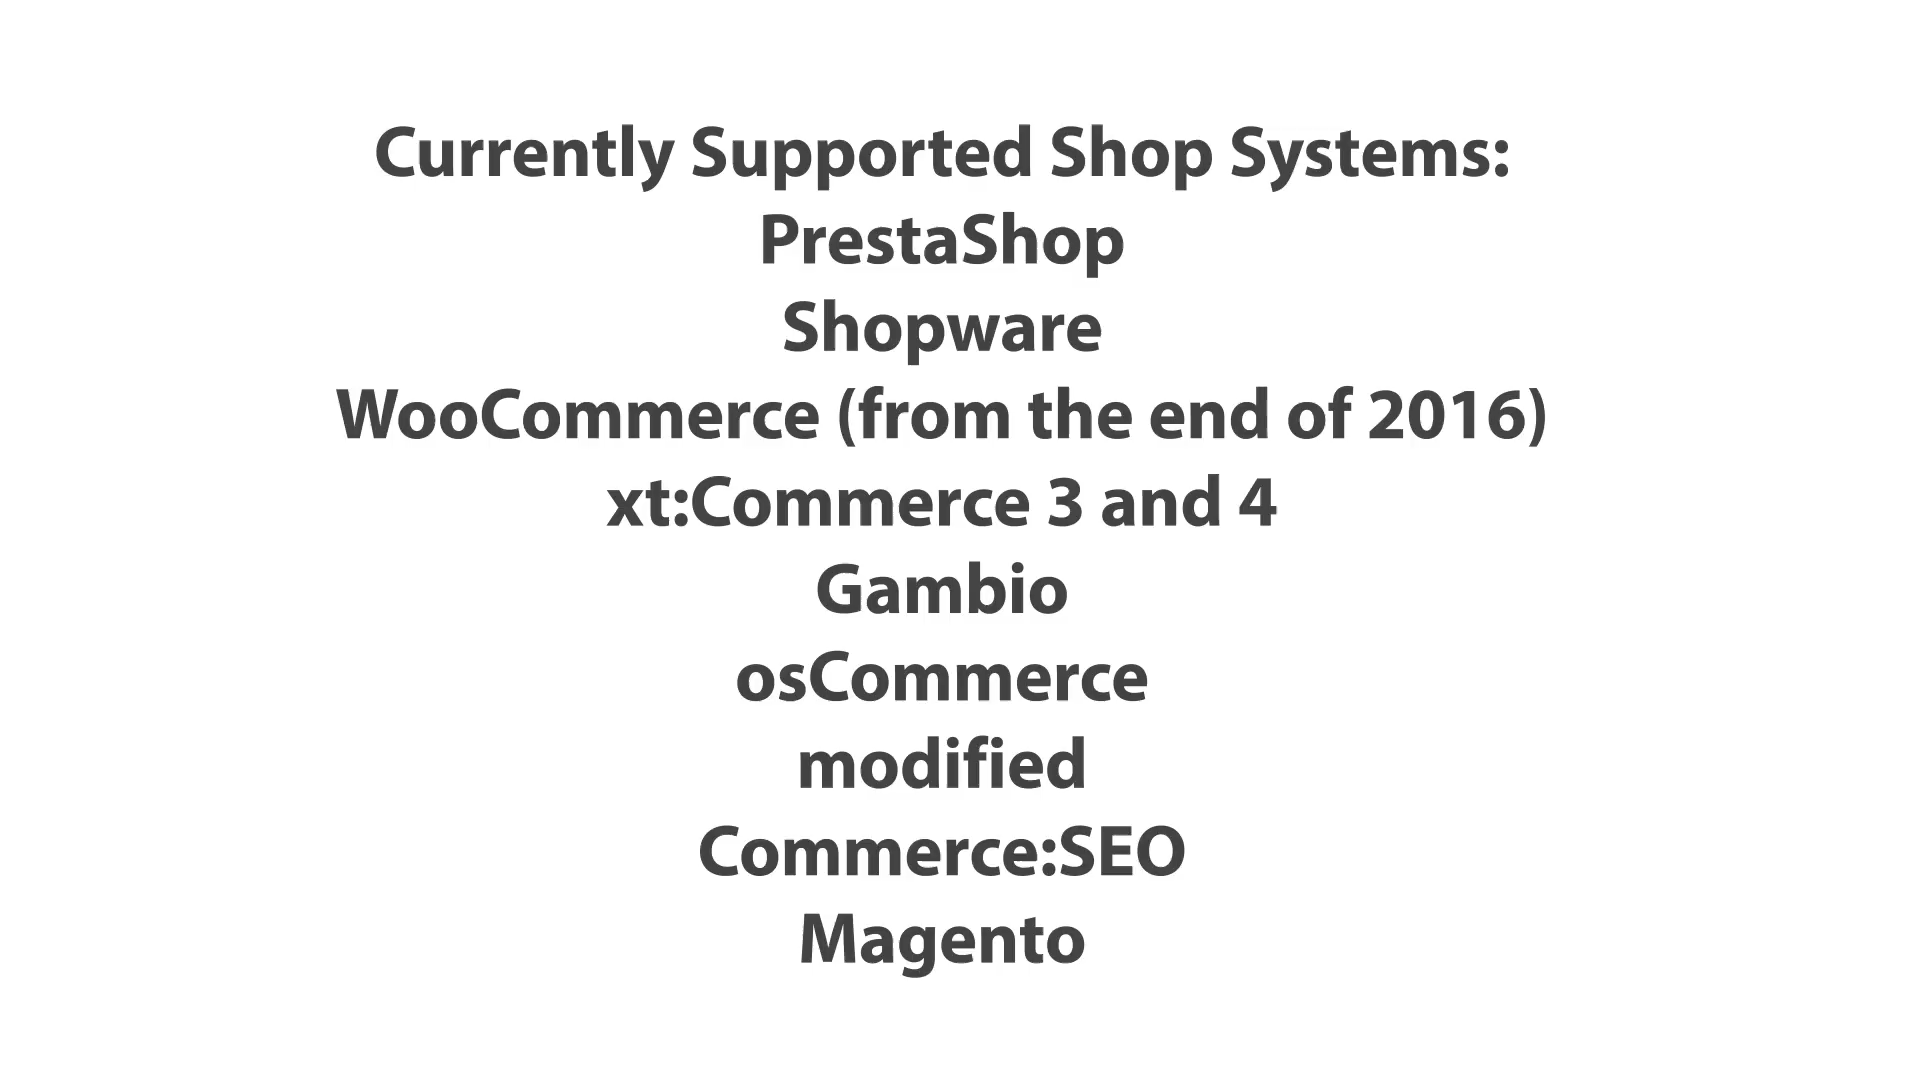 Currently Supported Shop Systems:
PrestaShop
Shopware
WooCommerce (from the end of 2016)
xt:Commerce 3 and 4
Gambio
osCommerce
modified
Commerce:SEO
Magento